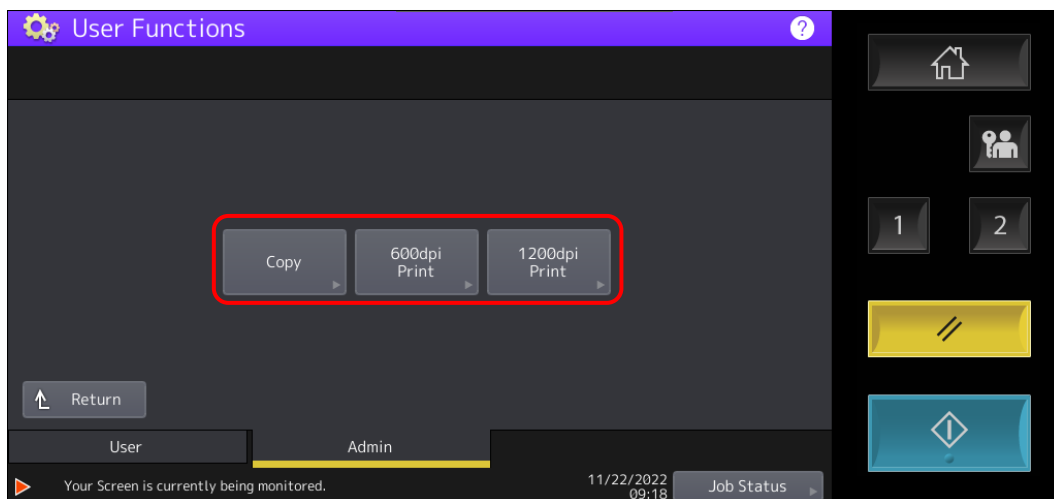 User Functions
?
1
2
Copy
600dpi
Print
1200dpi
Print
Return
User
Admin
Your Screen is currently being monitored.
11/22/2022
09:18
Job Status